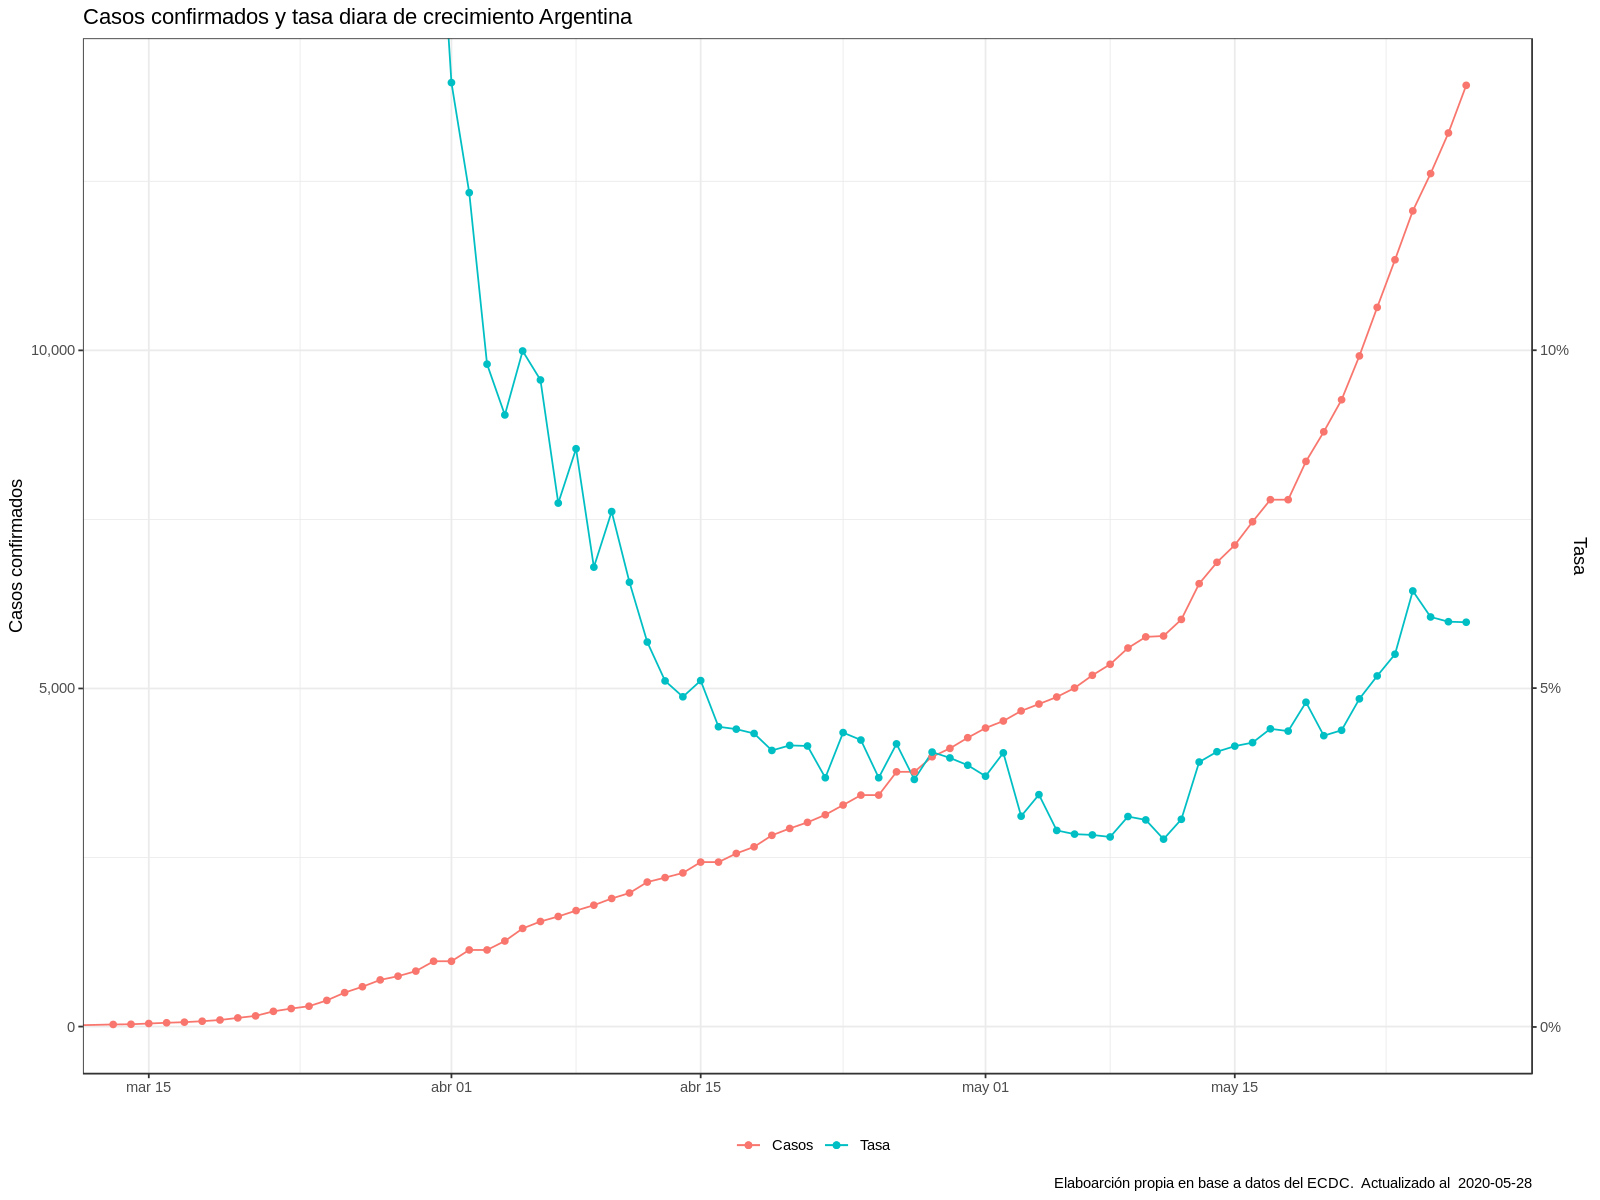 Casos confirmados y tasa diara de crecimiento Argentina
Casos confirmados
10,000
5,000
0
10%
5%
0%
Tasa
mar 15
abr 01
abr 15
may 01
may 15
Casos
Tasa
Elaboarción propia en base a datos del ECDC.  Actualizado al  2020-05-28